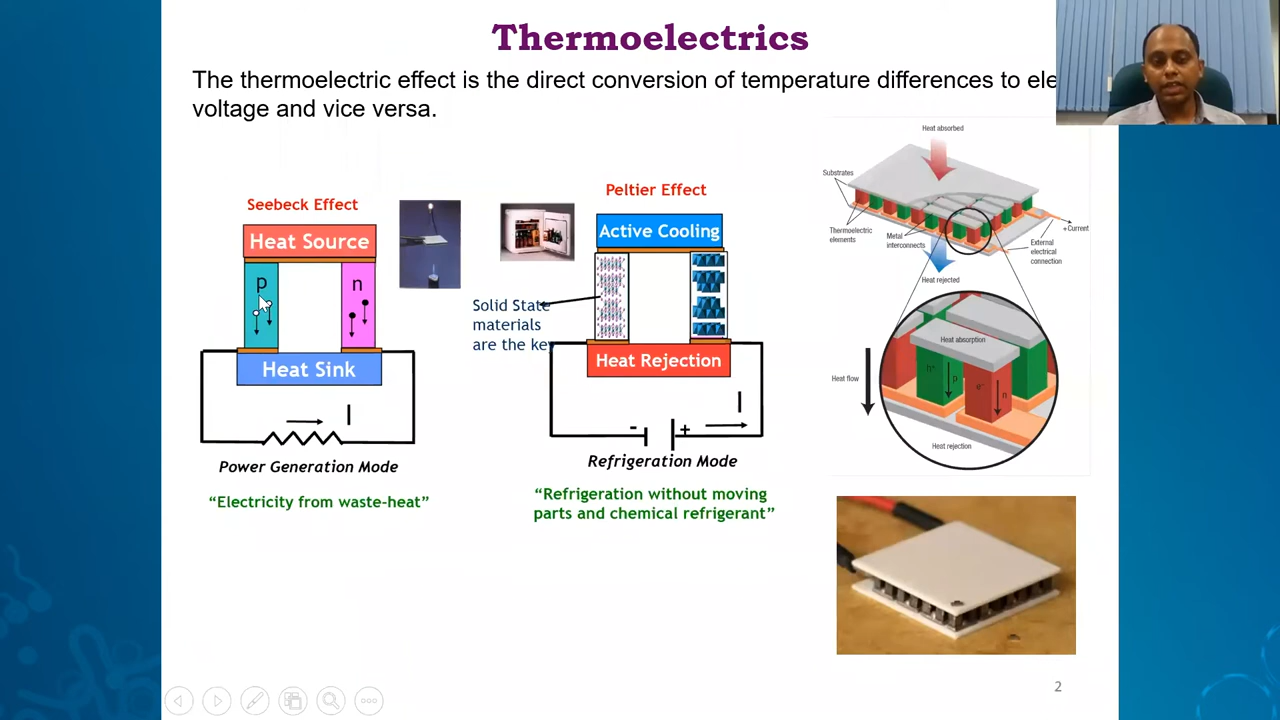 Thermoelectrics
The thermoelectric effect is the direct conversion of temperature differences to
voltage and vice versa.
Seebeck Effect
Heat Source
p
n
Heat Sink
I
Power Generation Mode
“Electricity from waste-heat”
Peltier Effect
Active Cooling
Solid State
materials
are the key
Heat Rejection
I
-
+
Refrigeration Mode
“Refrigeration without moving
parts and chemical refrigerant”
Heat absorbed
Substrates
Thermoelectric
elements
Metal
interconnects
+Current
External
electrical
connection
Heat rejected
Heat absorption
h+
p
e-
n
Heat flow
Heat rejection
2